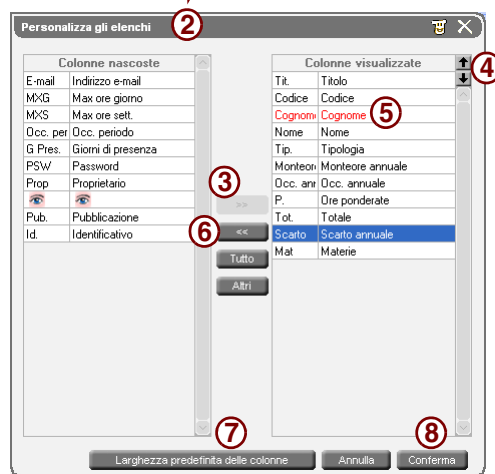 Personalizza gli elenchi
2
Colonne nascoste
E-mail Indirizzo e-mail
MXG Max ore giorno
MXS Max ore sett.
Occ. per Occ. periodo
G Pres. Giorni di presenza
PSW Password
Prop Proprietario
Pub. Pubblicazione
Id. Identificativo
3
>>
6
<<
Tutto
Altri
Colonne visualizzate
4
Tit. Titolo
Codice Codice
Cognome Cognome
5
Nome Nome
Tip. Tipologia
Monteore Monteore annuale
Occ. ann Occ. annuale
P. Ore ponderate
Tot. Totale
Scarto Scarto annuale
Mat Materie
7
8
Larghezza predefinita delle colonne
Annulla
Conferma